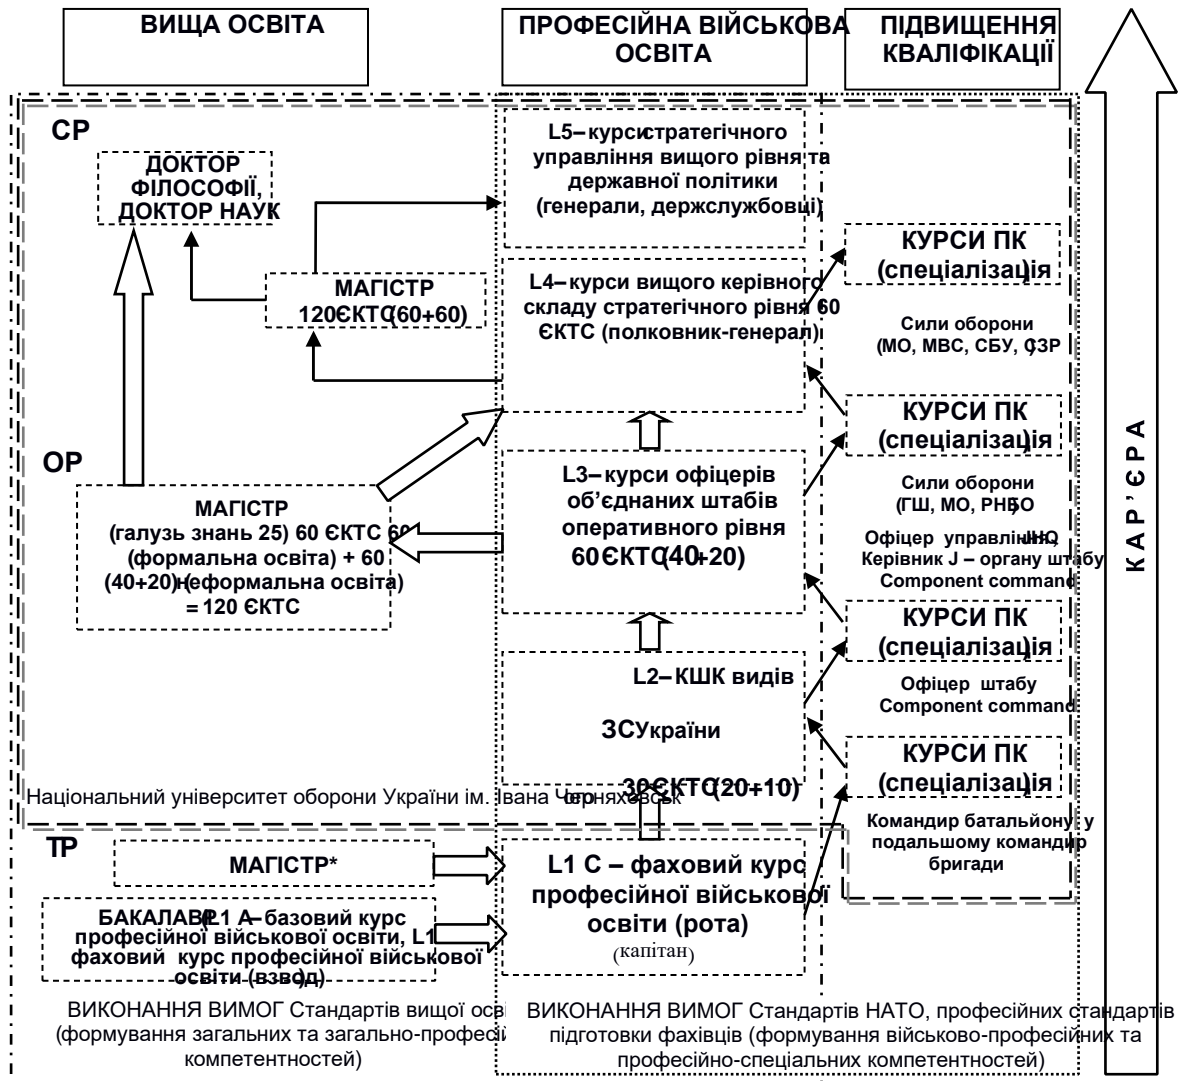 ВИЩА ОСВІТА
ПРОФЕСІЙНА ВІЙСЬКОВА
ОСВІТА
ПІДВИЩЕННЯ
КВАЛІФІКАЦІЇ
СР
ДОКТОР
ФІЛОСОФІЇ,
ДОКТОР НАУК
L5–курси стратегічного
управління вищого рівня та
державної політики
(генерали, держслужбовці)
КУРСИ ПК
(спеціалізація)
МАГІСТР
120 ЄКТС (60+60)
L4–курси вищого керівного
складу стратегічного рівня 60
ЄКТС (полковник-генерал)
Сили оборони
(МО, МВС, СБУ, СЗР)
КУРСИ ПК
(спеціалізація)
ОР
МАГІСТР
(галузь знань 25) 60 ЄКТС 60
(формальна освіта) + 60
(40+20) (неформальна освіта)
= 120 ЄКТС
L3–курси офіцерів
об’єднаних штабів
оперативного рівня
60 ЄКТС (40+20)
Сили оборони
(ГШ, МО, РНБО)
Офіцер управління JHQ,
Керівник J – органу штабу
Component command
КУРСИ ПК
(спеціалізація)
L2–КШК видів
ЗС України
30 ЄКТС (20+10)
Офіцер штабу
Component command
КУРСИ ПК
(спеціалізація)
Національний університет оборони України ім. Івана Черняховського
Командир батальйону у
подальшому командир
бригади
ТР
МАГІСТР*
L1 С – фаховий курс
професійної військової
освіти (рота)
(капітан)
БАКАЛАВР (L1 А–базовий курс
професійної військової освіти, L1
фаховий курс професійної військової
освіти (взвод)
ВИКОНАННЯ ВИМОГ Стандартів вищої осві
(формування загальних та загально-професі
компетентностей)
ВИКОНАННЯ ВИМОГ Стандартів НАТО, професійних стандартів
підготовки фахівців (формування військово-професійних та
професійно-спеціальних компетентностей)
КАР’ЄРА